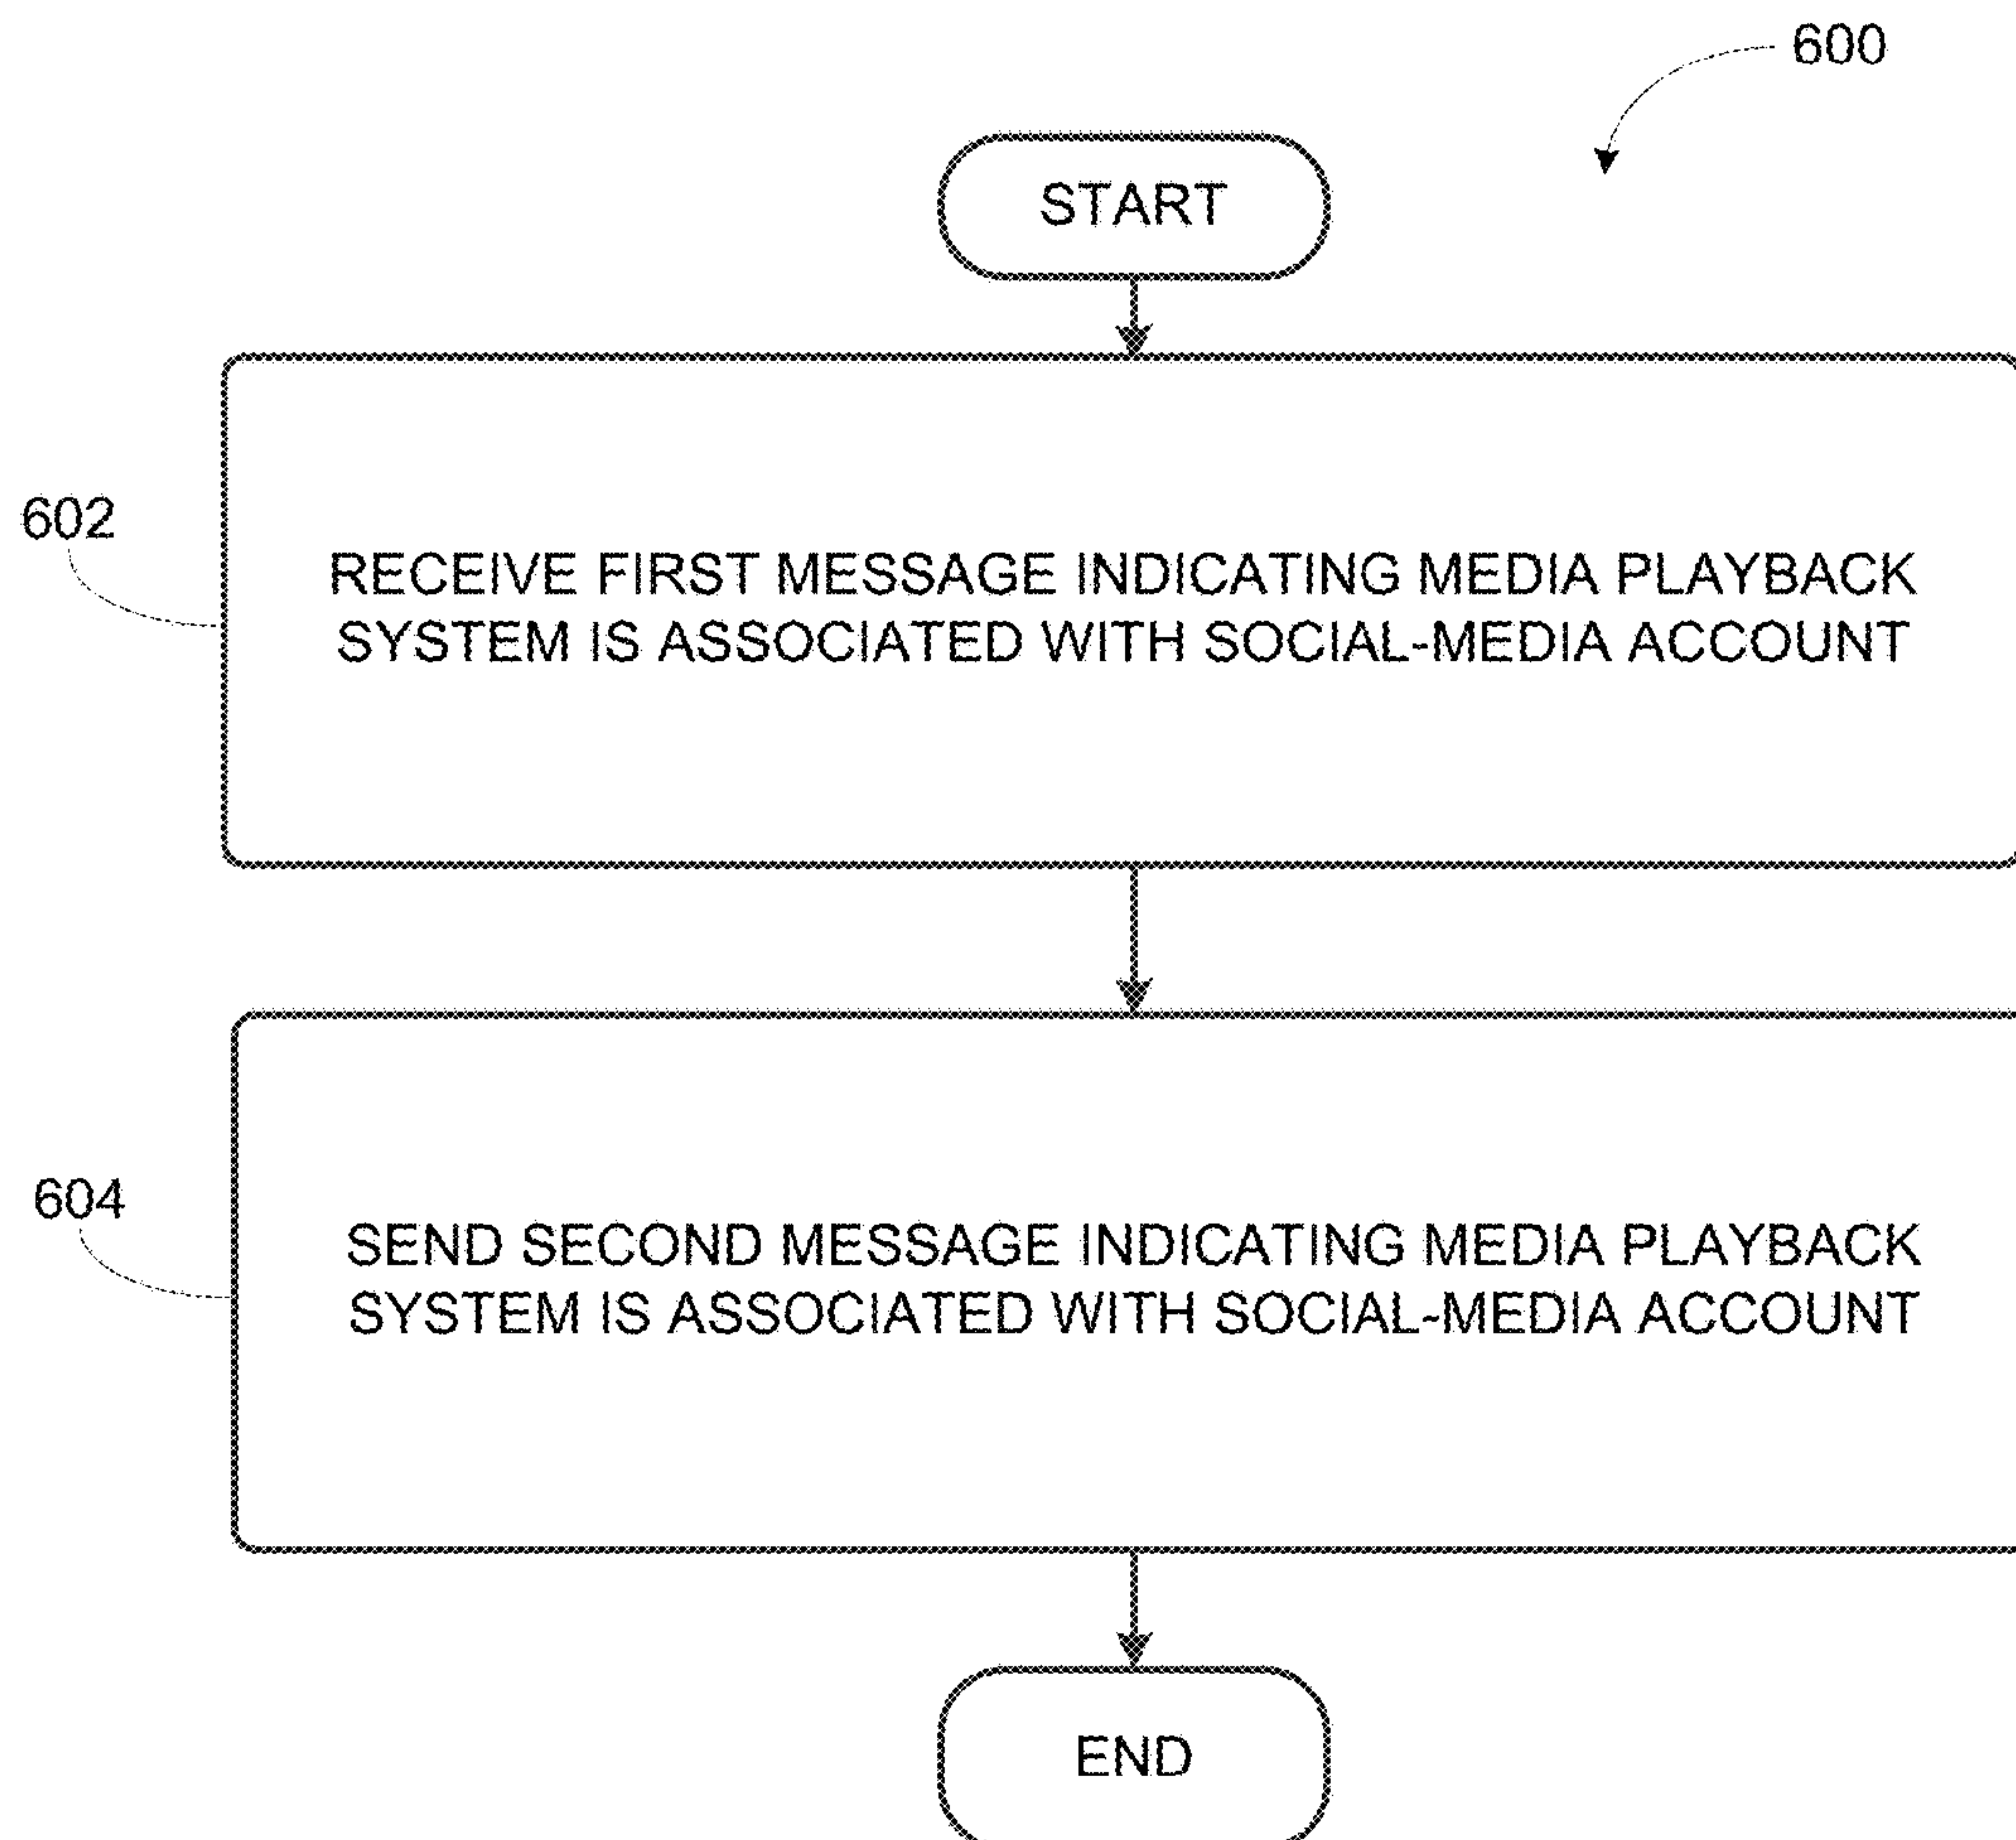 600
START
602
RECEIVE FIRST MESSAGE INDICATING MEDIA PLAYBACK
SYSTEM IS ASSOCIATED WITH SOCIAL-MEDIA ACCOUNT
604
SEND SECOND MESSAGE INDICATING MEDIA PLAYBACK
SYSTEM IS ASSOCIATED WITH SOCIAL-MEDIA ACCOUNT
END